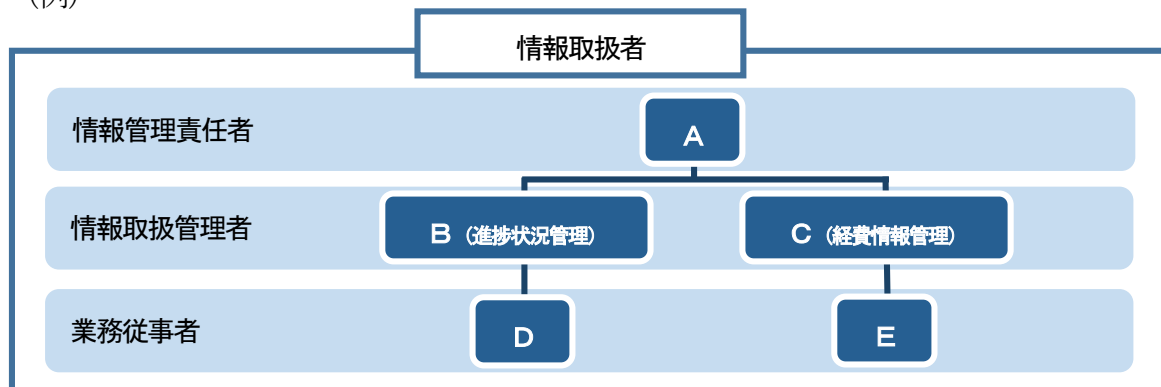 (例)
情報取扱者
情報管理責任者
A
情報取扱管理者
B(進捗状況管理)
C(経費情報管理)
業務従事者
D
E